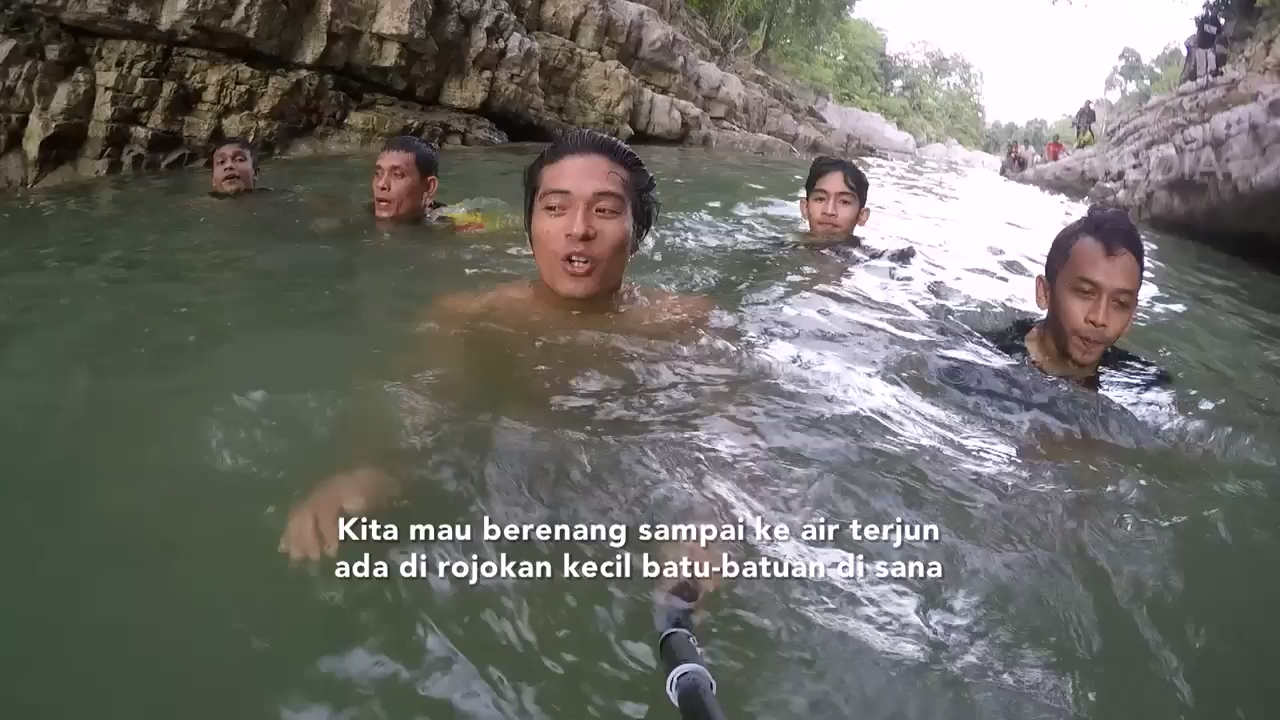 Kita mau berenang sampai ke air terjun
ada di rojokan kecil batu-batuan di sana